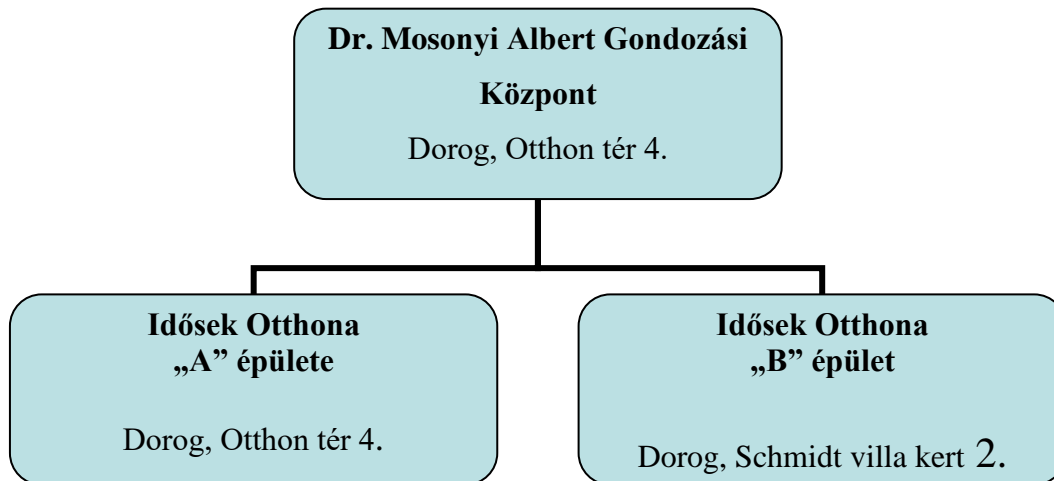 Dr. Mosonyi Albert Gondozási
Központ
Dorog, Otthon tér 4.
Idősek Otthona
„A” épülete
Dorog, Otthon tér 4.
Idősek Otthona
„B” épület
Dorog, Schmidt villa kert 2.